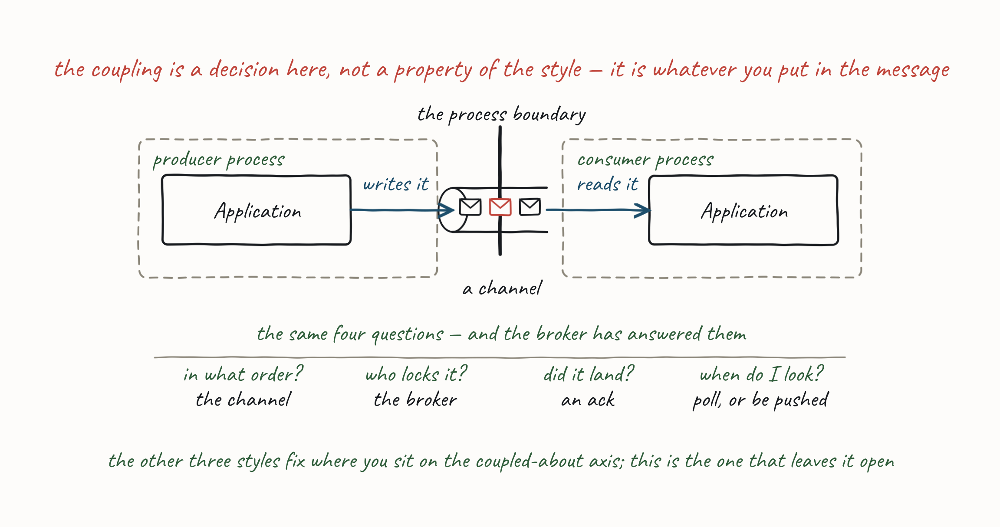 the coupling is a decision here, not a property of the style — it is whatever you put in the message
the process boundary
producer process
consumer process
writes it
reads it
Application
Application
a channel
the same four questions — and the broker has answered them
in what order?
who locks it?
did it land?
when do I look?
the channel
the broker
an ack
poll, or be pushed
the other three styles fix where you sit on the coupled-about axis; this is the one that leaves it open